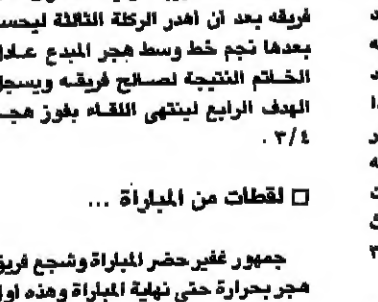 فريقه بعد أن أهدر الركلة الثالثة ليحسم
بعدها نجم خط وسط هجر المبدع عادل
الخاتم النتيجة لصالح فريقه ويسجل
الهدف الرابع لينتهي اللقاء بفوز هجر
٣/٤ .
□ لقطات من المباراة ...
جمهور غفير حضر المباراة وشجع فريق
هجر بحرارة حتى نهاية المباراة وهذه أول